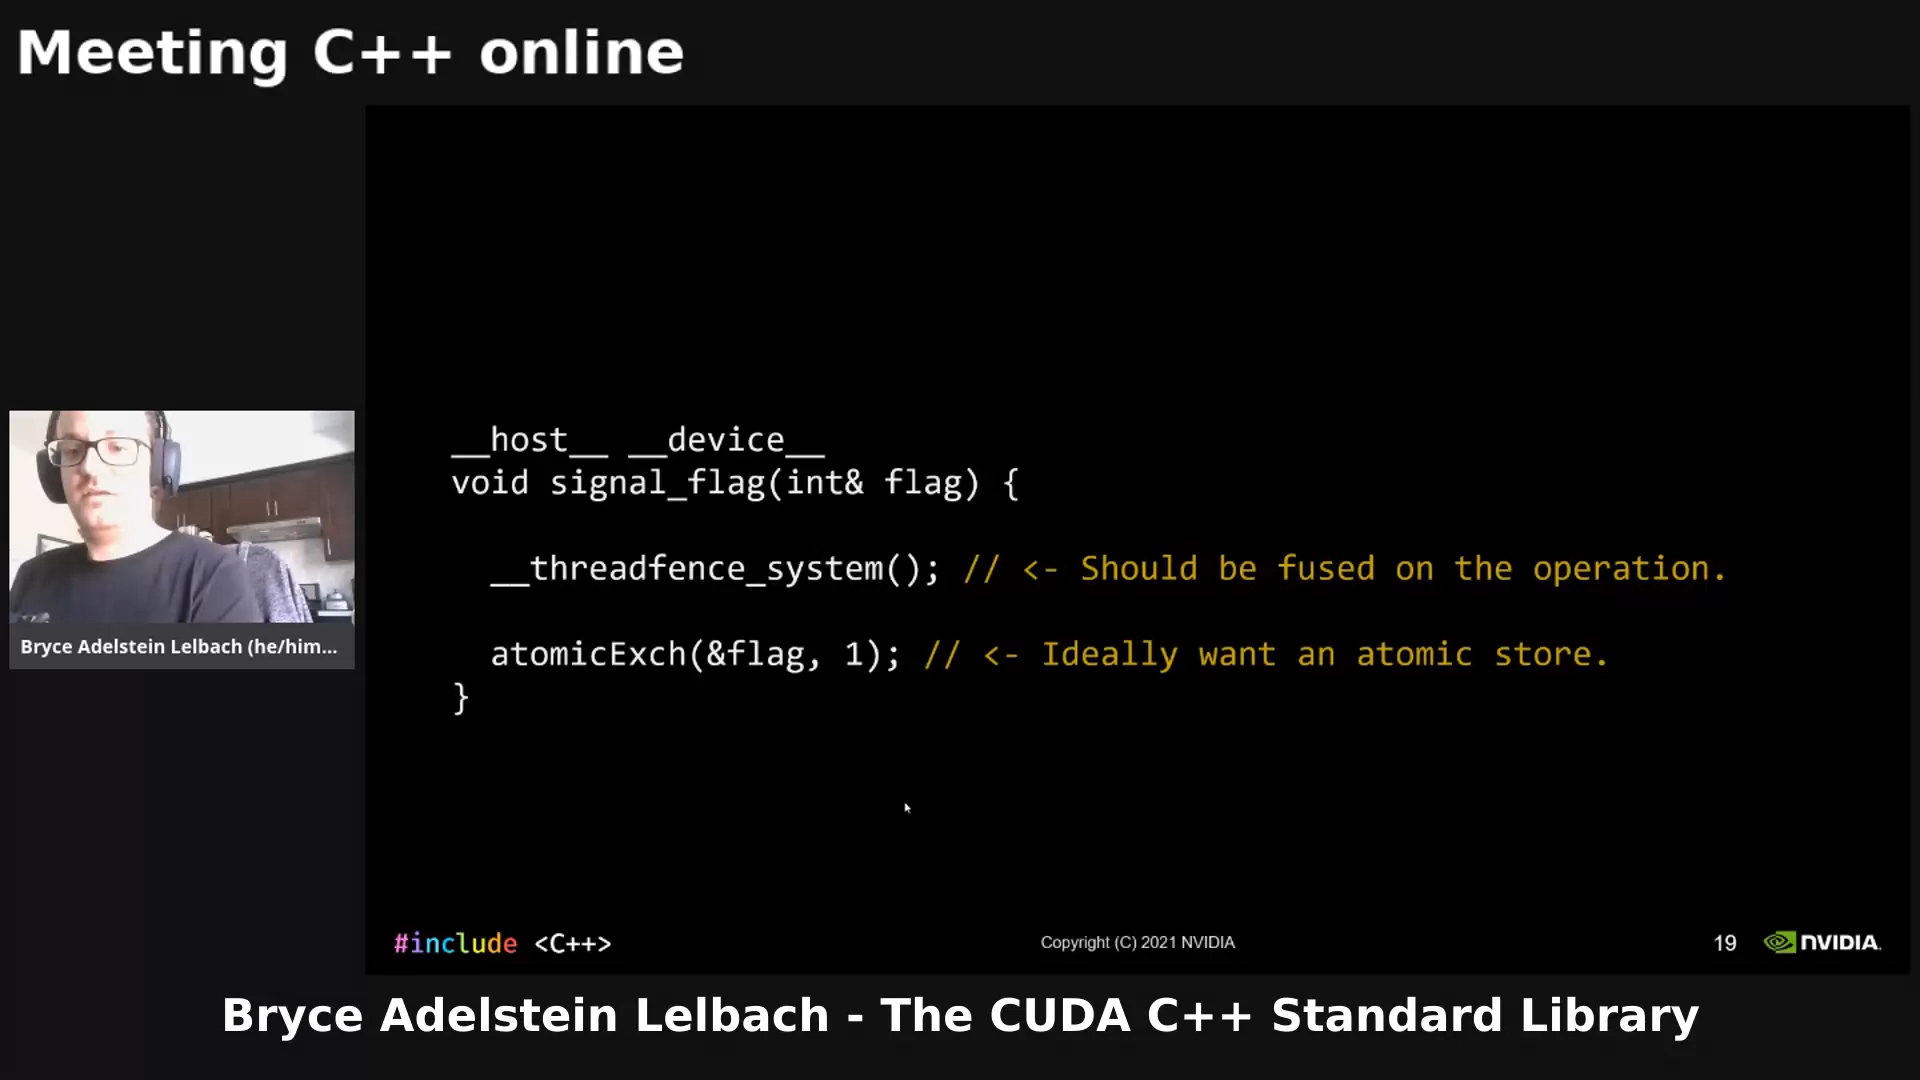 Meeting C++ online
__host__ __device__
void signal_flag(int& flag) {
__threadfence_system(); // <- Should be fused on the operation.
atomicExch(&flag, 1); // <- Ideally want an atomic store.
}
Bryce Adelstein Lelbach (he/him...
#include <C++>
Copyright (C) 2021 NVIDIA
19
NVIDIA.
Bryce Adelstein Lelbach - The CUDA C++ Standard Library